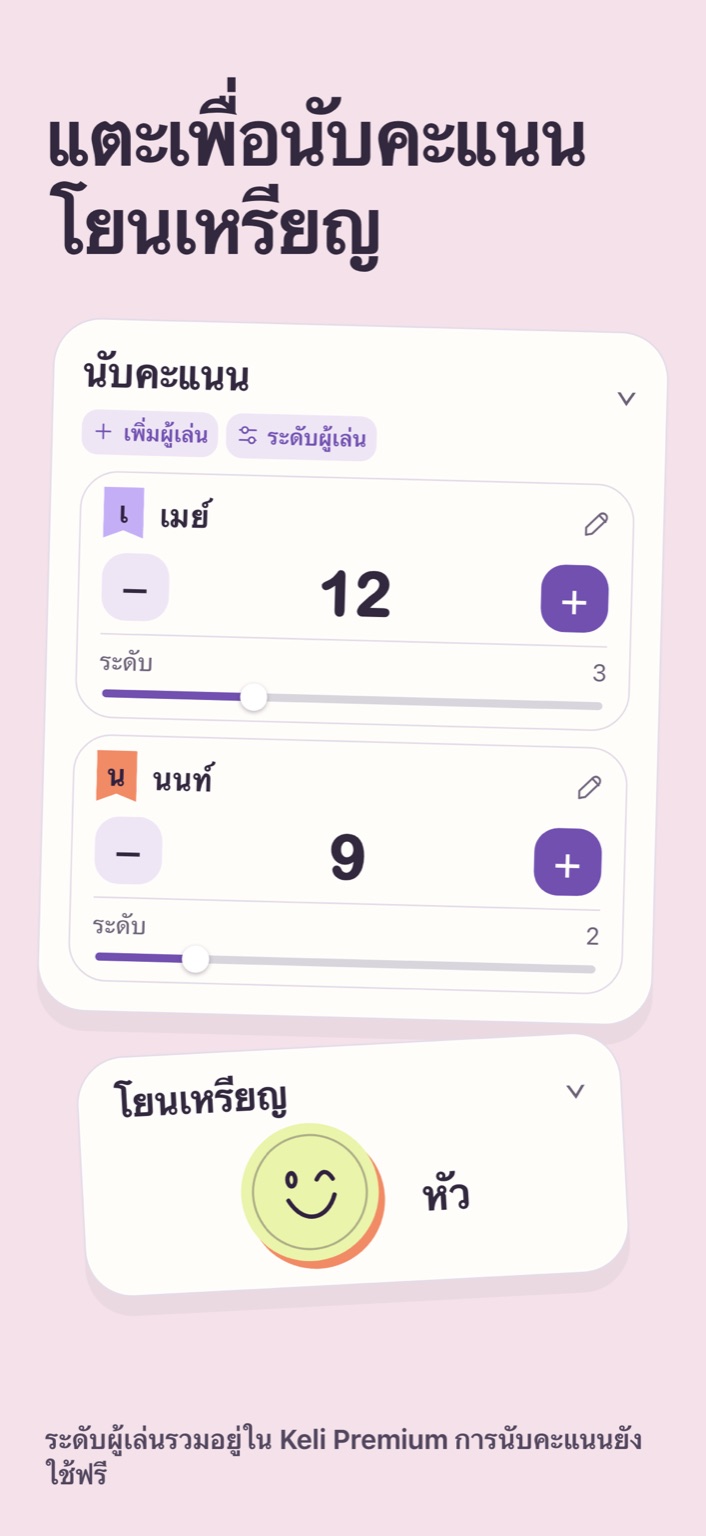 แตะเพื่อนับคะแนน
โยนเหรียญ
นับคะแนน
+ เพิ่มผู้เล่น
ระดับผู้เล่น
เ
เมย์
– 12 +
ระดับ
3
น
นนท์
– 9 +
ระดับ
2
โยนเหรียญ
หัว
ระดับผู้เล่นรวมอยู่ใน Keli Premium การนับคะแนนยัง
ใช้ฟรี